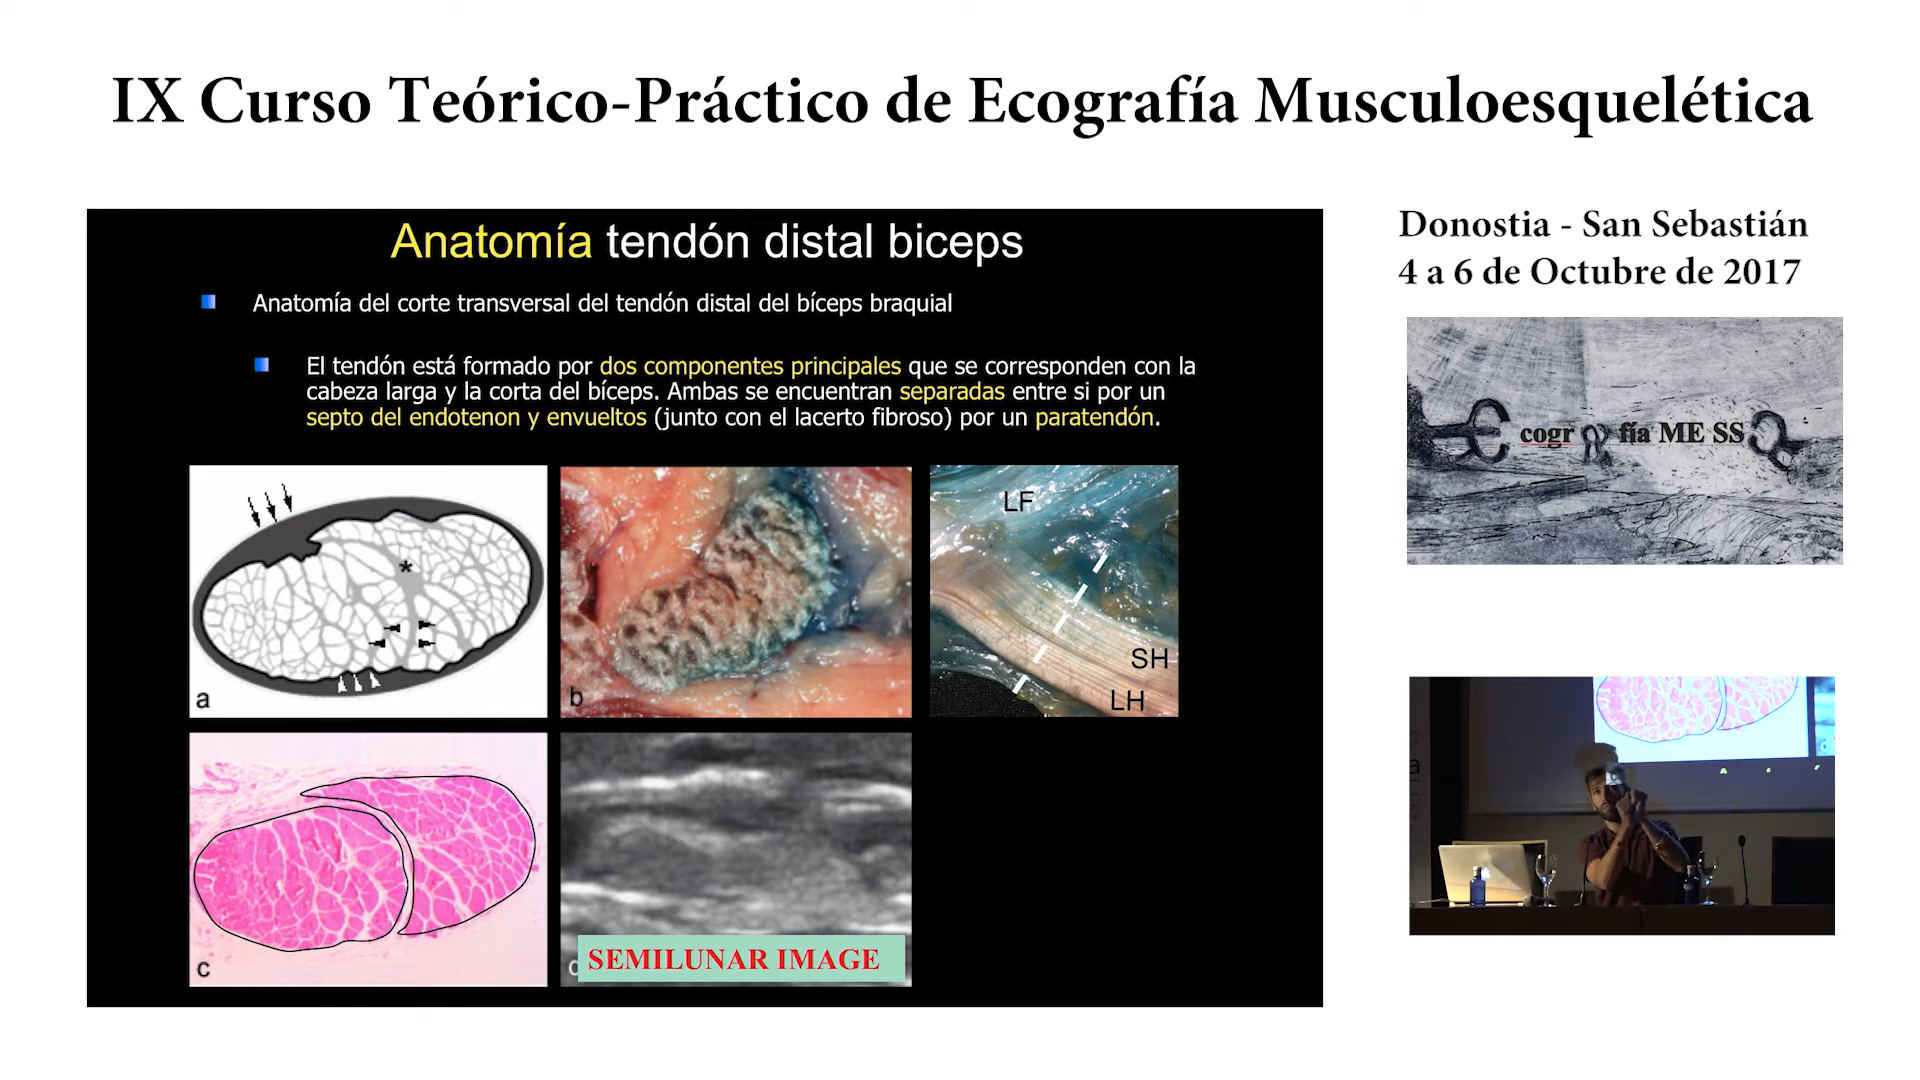 IX Curso Teórico-Práctico de Ecografía Musculoesquelética
Donostia - San Sebastián
4 a 6 de Octubre de 2017
Anatomía tendón distal biceps
Anatomía del corte transversal del tendón distal del bíceps braquial
El tendón está formado por dos componentes principales que se corresponden con la
cabeza larga y la corta del bíceps. Ambas se encuentran separadas entre si por un
septo del endotenon y envueltos (junto con el lacerto fibroso) por un paratendón.
*
a
b
LF
SH
LH
c
SEMILUNAR IMAGE
cogr fía ME SS